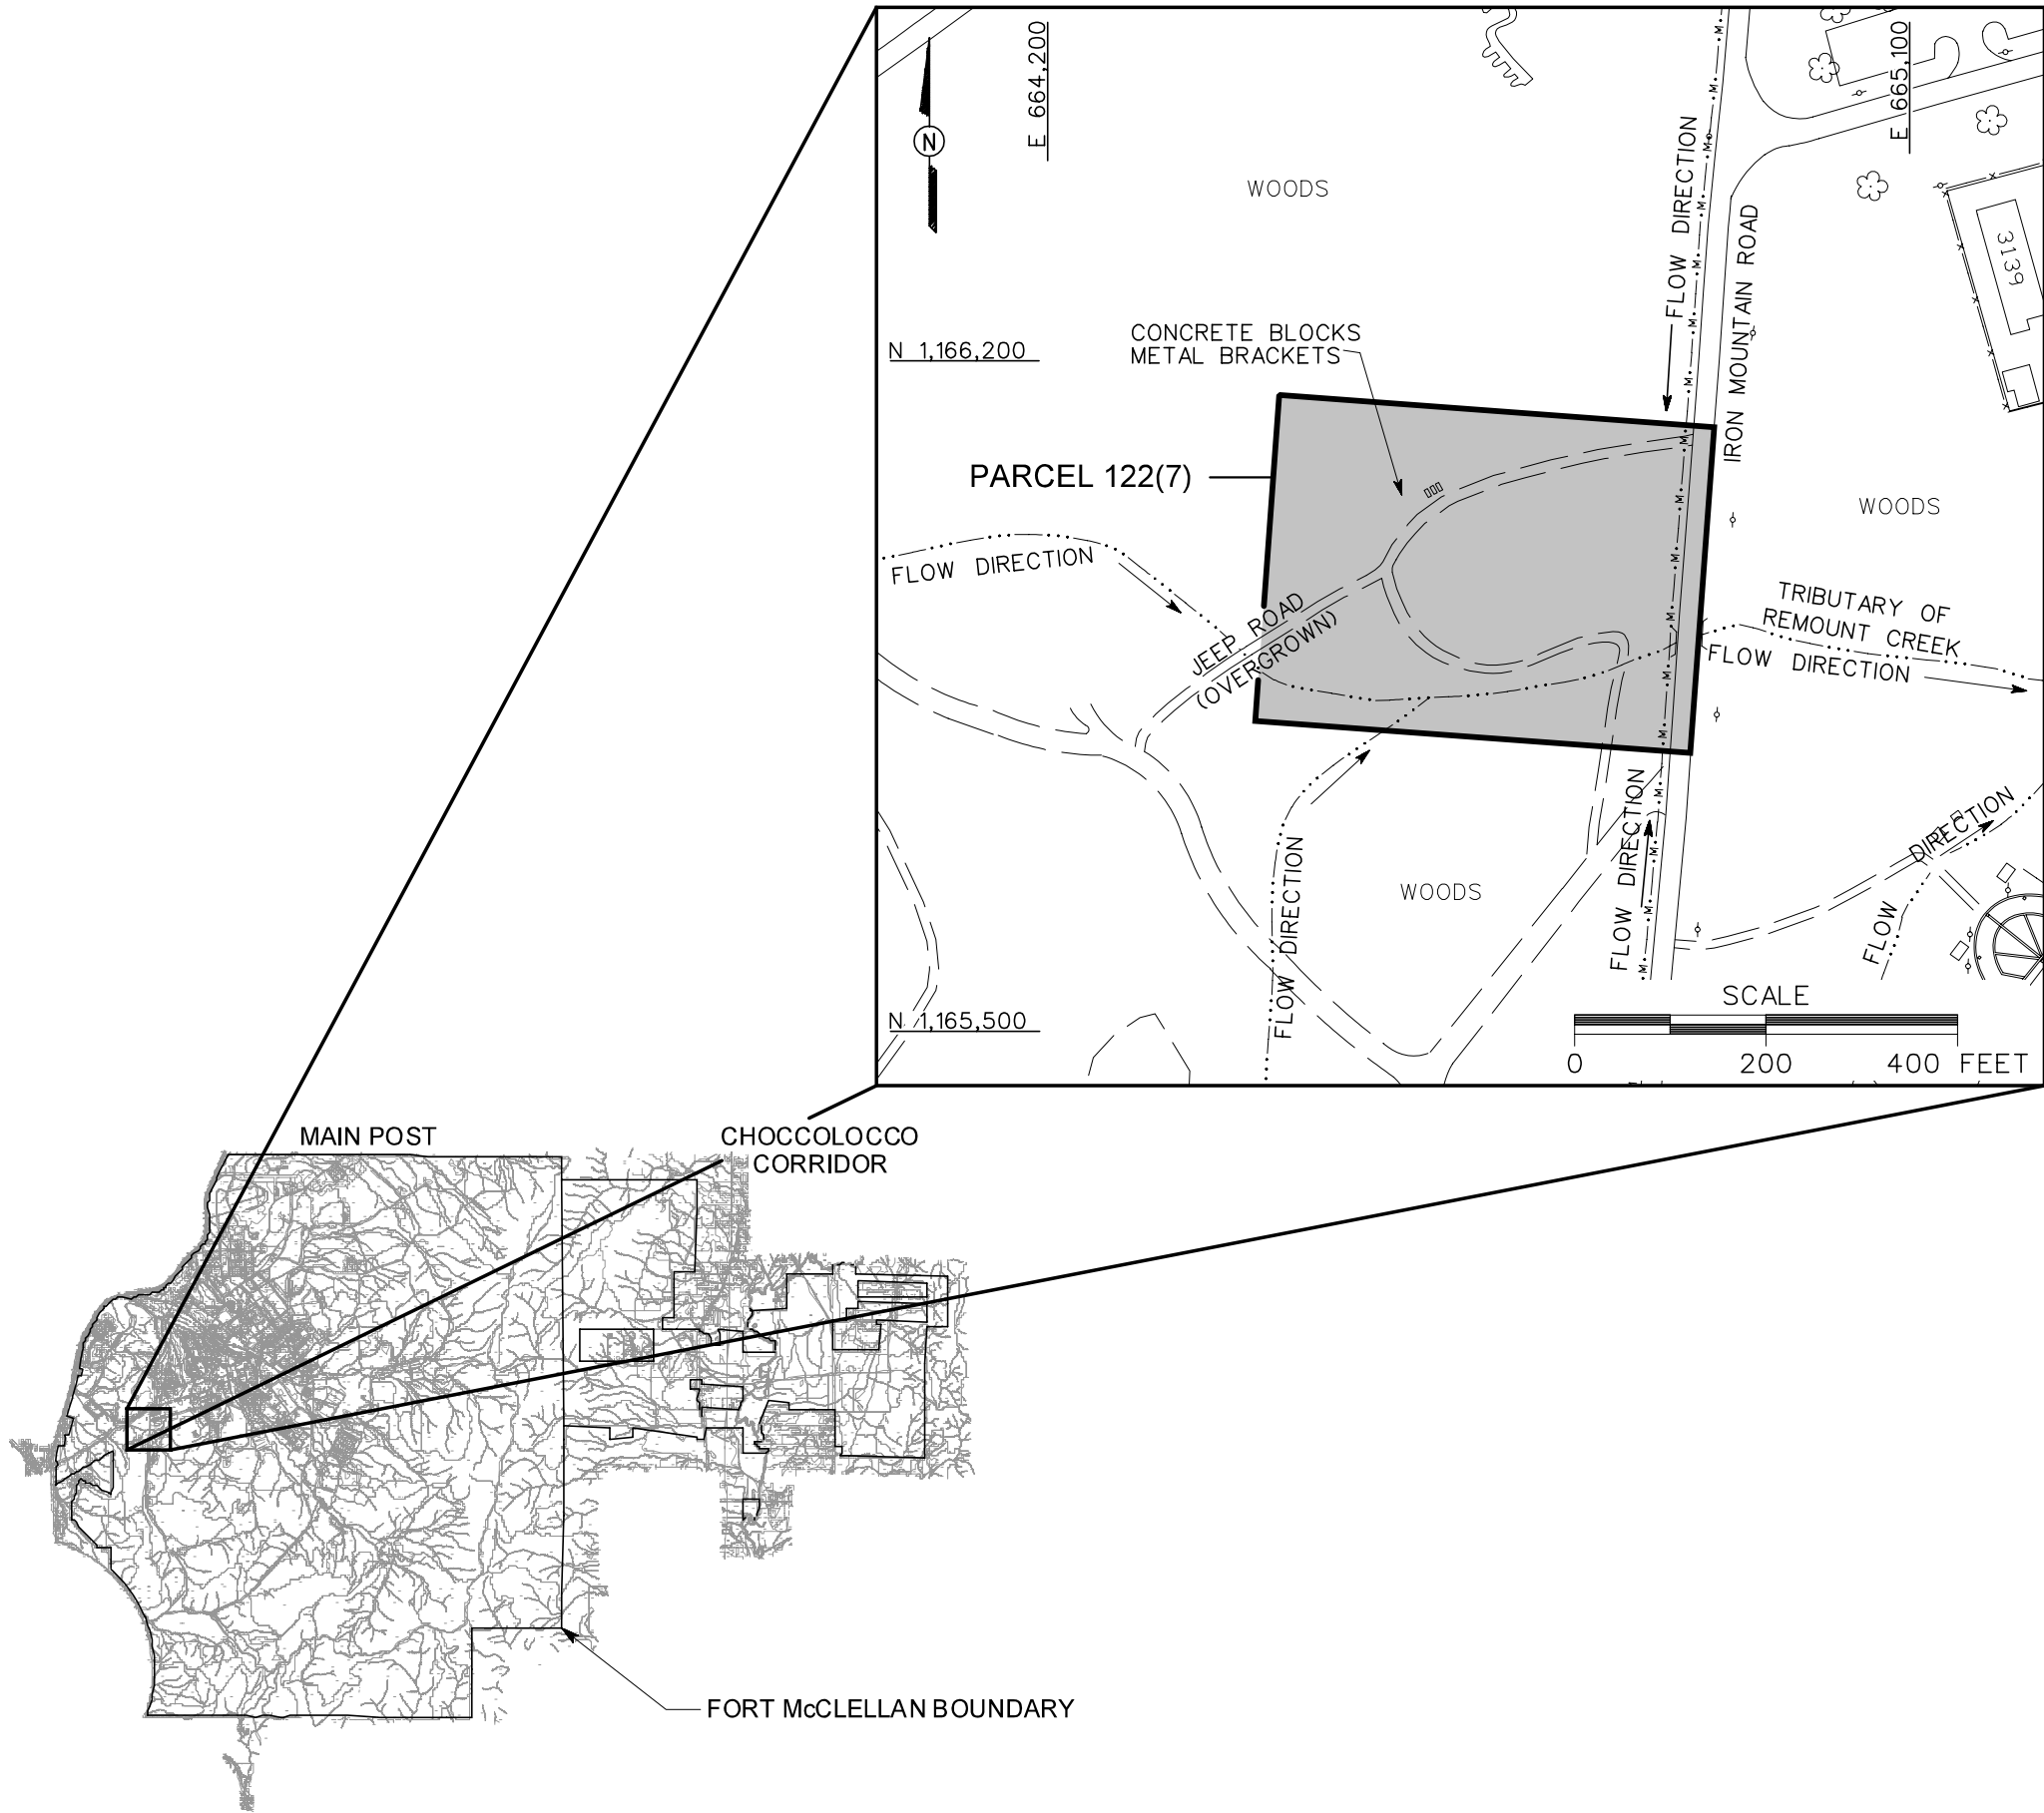 E 664,200
E 665,100
N
WOODS
FLOW DIRECTION
IRON MOUNTAIN ROAD
3139
N 1,166,200
CONCRETE BLOCKS
METAL BRACKETS
PARCEL 122(7)
WOODS
FLOW DIRECTION
JEEP ROAD
(OVERGROWN)
TRIBUTARY OF
REMOUNT CREEK
FLOW DIRECTION
FLOW DIRECTION
FLOW DIRECTION
FLOW DIRECTION
WOODS
N 1,165,500
SCALE
0 200 400 FEET
MAIN POST
CHOCCOLOCCO
CORRIDOR
FORT McCLELLAN BOUNDARY